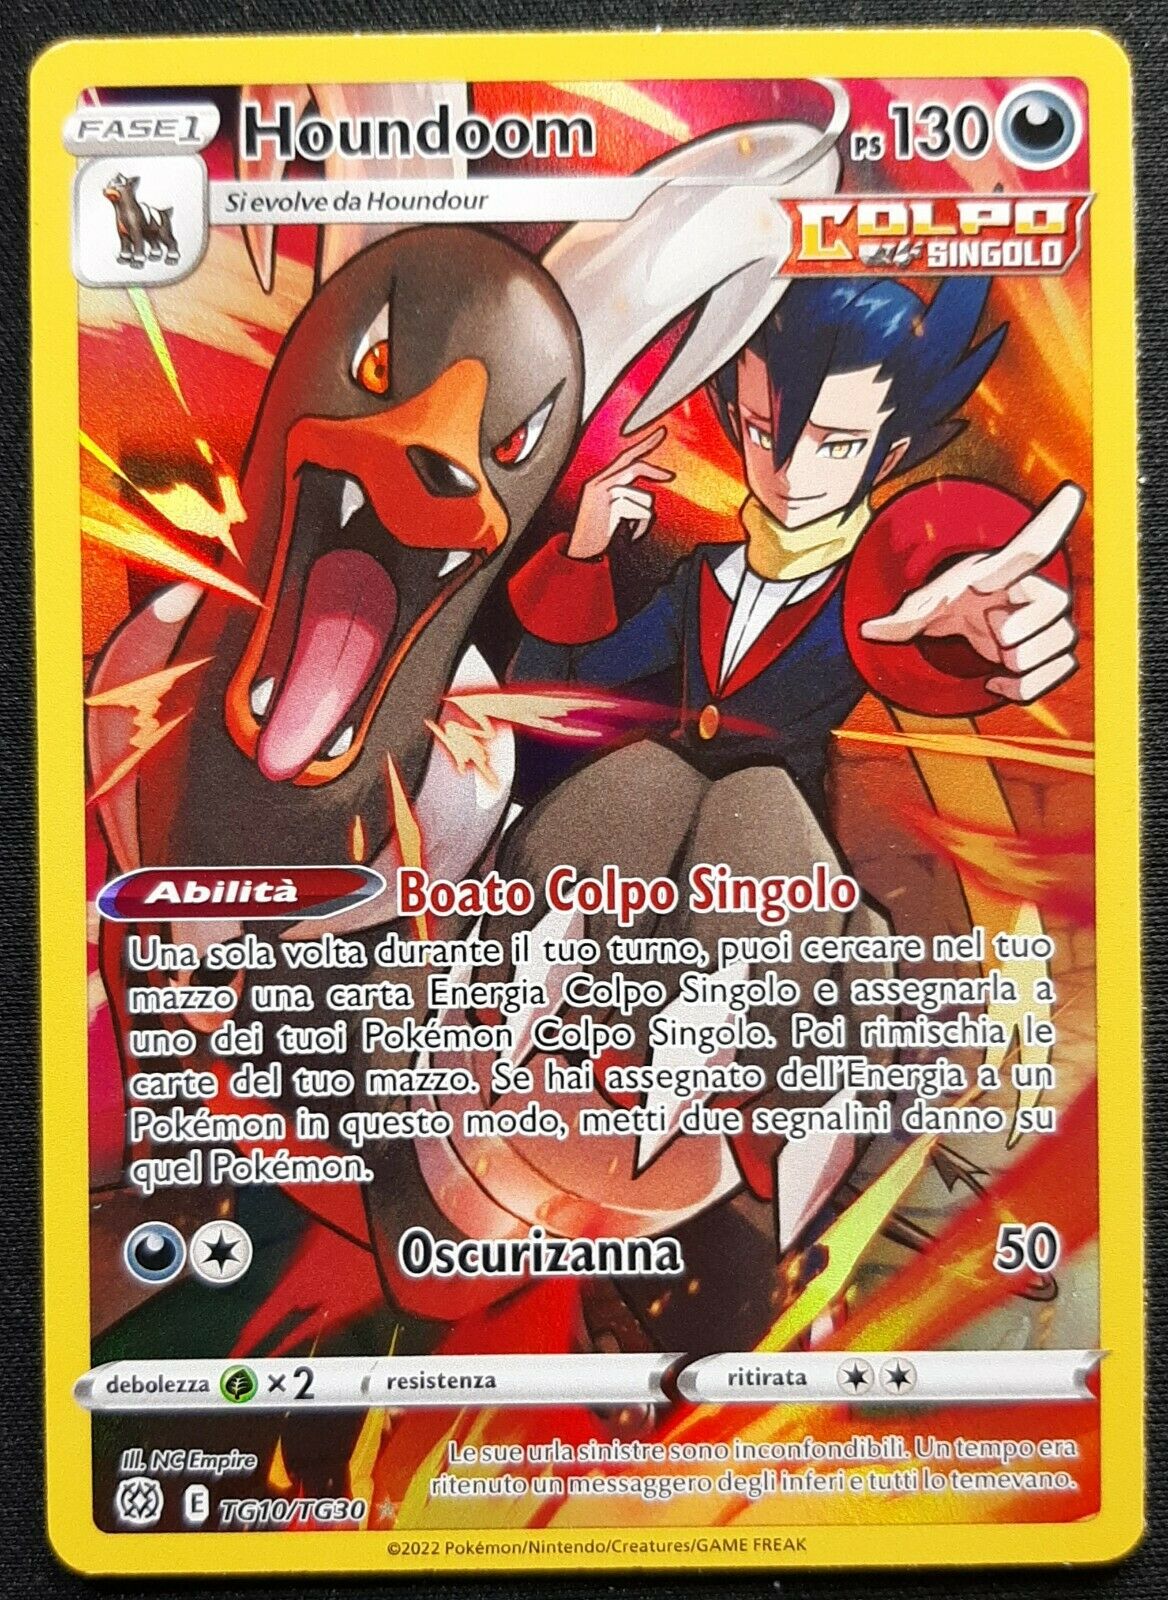 FASE 1
Houndoom
PS 130
Si evolve da Houndour
COLPO
SINGOLO
Abilità
Boato Colpo Singolo
Una sola volta durante il tuo turno, puoi cercare nel tuo
mazzo una carta Energia Colpo Singolo e assegnarla a
uno dei tuoi Pokémon Colpo Singolo. Poi rimischia le
carte del tuo mazzo. Se hai assegnato dell'Energia a un
Pokémon in questo modo, metti due segnalini danno su
quel Pokémon.
Oscurizanna 50
debolezza ×2 resistenza ritirata
Ill. NC Empire
Le sue urla sinistre sono inconfondibili. Un tempo era
ritenuto un messaggero degli inferi e tutti lo temevano.
E TG10/TG30
©2022 Pokémon/Nintendo/Creatures/GAME FREAK